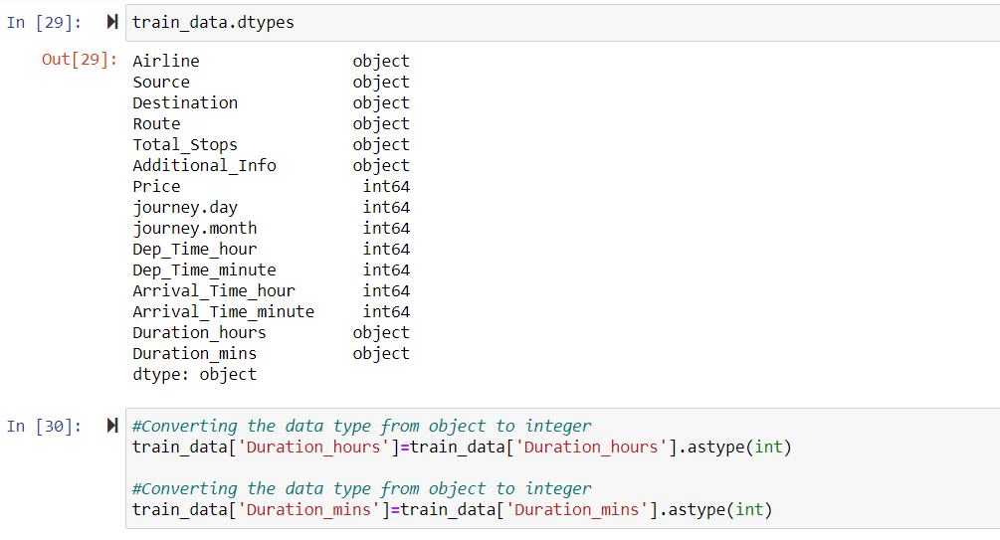 In [29]: train_data.dtypes
Out[29]: Airline object
Source object
Destination object
Route object
Total_Stops object
Additional_Info object
Price int64
journey.day int64
journey.month int64
Dep_Time_hour int64
Dep_Time_minute int64
Arrival_Time_hour int64
Arrival_Time_minute int64
Duration_hours object
Duration_mins object
dtype: object
In [30]: #Converting the data type from object to integer
train_data['Duration_hours']=train_data['Duration_hours'].astype(int)
#Converting the data type from object to integer
train_data['Duration_mins']=train_data['Duration_mins'].astype(int)